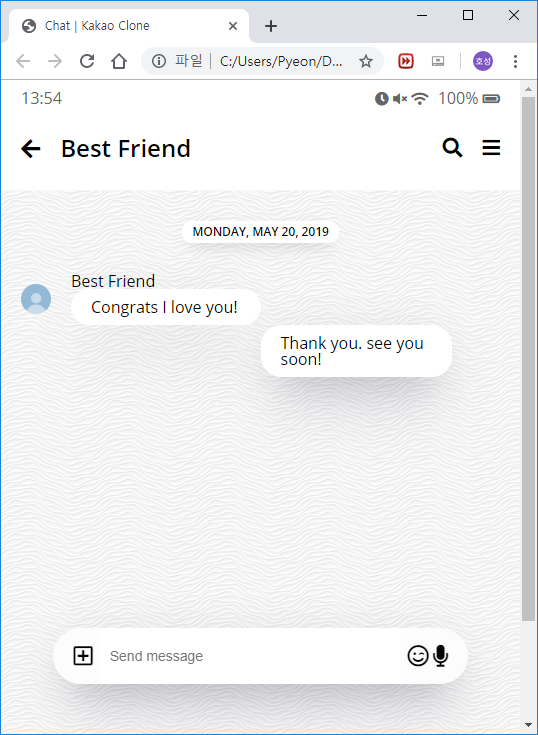 Chat | Kakao Clone
파일 | C:/Users/Pyeon/D...
호성
13:54
100%
Best Friend
MONDAY, MAY 20, 2019
Best Friend
Congrats I love you!
Thank you. see you
soon!
Send message